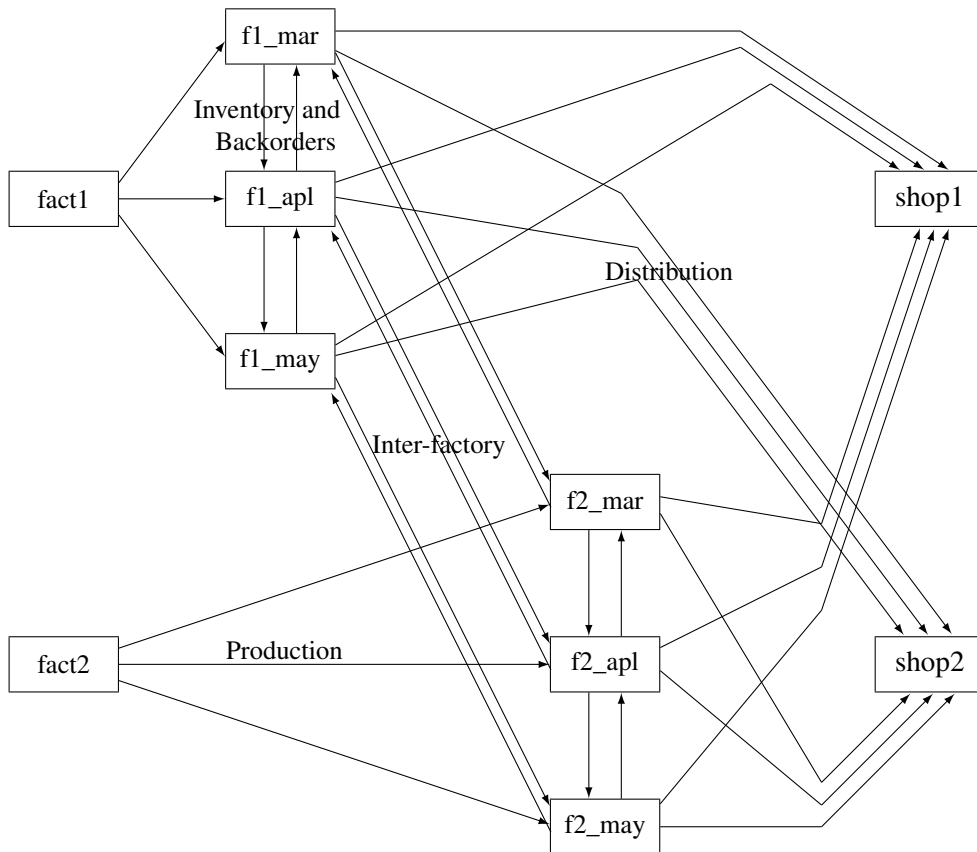 f1_mar
Inventory and
Backorders
fact1
f1_apl
shop1
Distribution
f1_may
Inter-factory
f2_mar
Production
fact2
f2_apl
shop2
f2_may